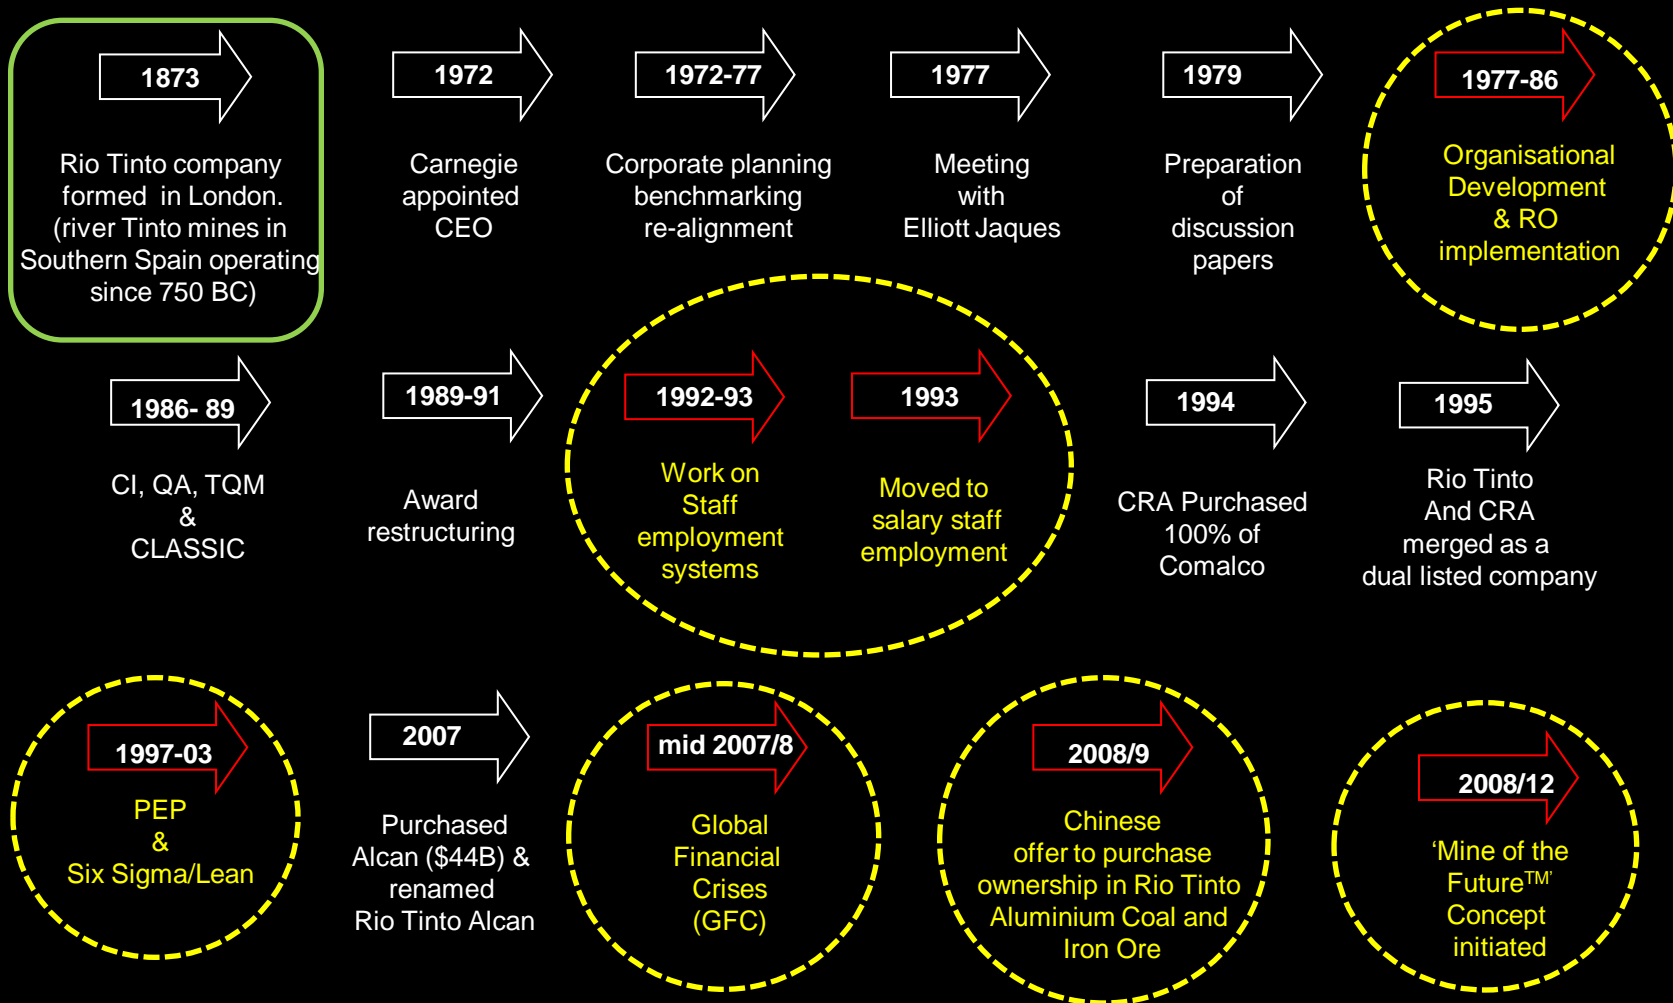 1873
Rio Tinto company
formed in London.
(river Tinto mines in
Southern Spain operating
since 750 BC)
1972
Carnegie
appointed
CEO
1972-77
Corporate planning
benchmarking
re-alignment
1977
Meeting
with
Elliott Jaques
1979
Preparation
of
discussion
papers
1977-86
Organisational
Development
& RO
implementation
1986- 89
CI, QA, TQM
&
CLASSIC
1989-91
Award
restructuring
1992-93
Work on
Staff
employment
systems
1993
Moved to
salary staff
employment
1994
CRA Purchased
100% of
Comalco
1995
Rio Tinto
And CRA
merged as a
dual listed company
1997-03
PEP
&
Six Sigma/Lean
2007
Purchased
Alcan ($44B) &
renamed
Rio Tinto Alcan
mid 2007/8
Global
Financial
Crises
(GFC)
2008/9
Chinese
offer to purchase
ownership in Rio Tinto
Aluminium Coal and
Iron Ore
2008/12
‘Mine of the
Future™’
Concept
initiated